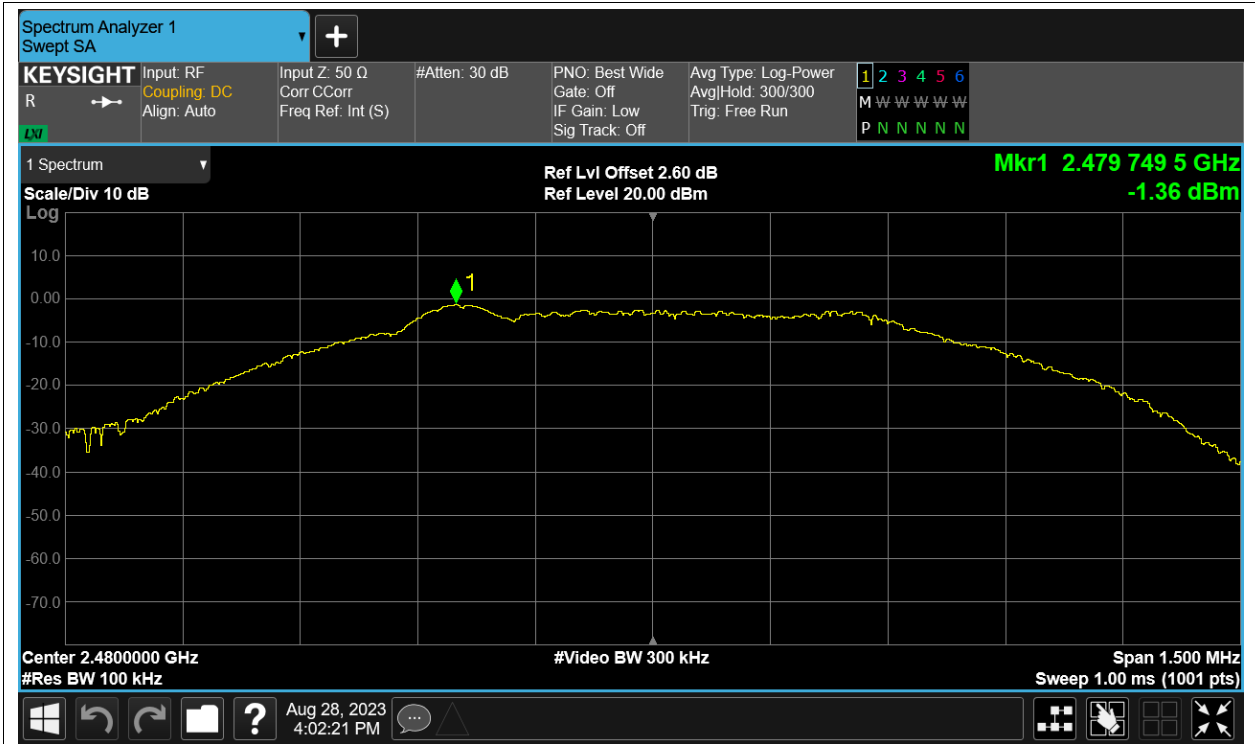 Spectrum Analyzer 1
Swept SA
KEYSIGHT
R
LXI
Input: RF
Coupling: DC
Align: Auto
Input Z: 50 Ω
Corr CCorr
Freq Ref: Int (S)
#Atten: 30 dB
PNO: Best Wide
Gate: Off
IF Gain: Low
Sig Track: Off
Avg Type: Log-Power
Avg|Hold: 300/300
Trig: Free Run
1 2 3 4 5 6
M W W W W W
P N N N N N
1 Spectrum
Scale/Div 10 dB
Log
Ref Lvl Offset 2.60 dB
Ref Level 20.00 dBm
Mkr1 2.479 749 5 GHz
-1.36 dBm
10.0
0.00
-10.0
-20.0
-30.0
-40.0
-50.0
-60.0
-70.0
1
Center 2.4800000 GHz
#Res BW 100 kHz
#Video BW 300 kHz
Span 1.500 MHz
Sweep 1.00 ms (1001 pts)
?
Aug 28, 2023
4:02:21 PM